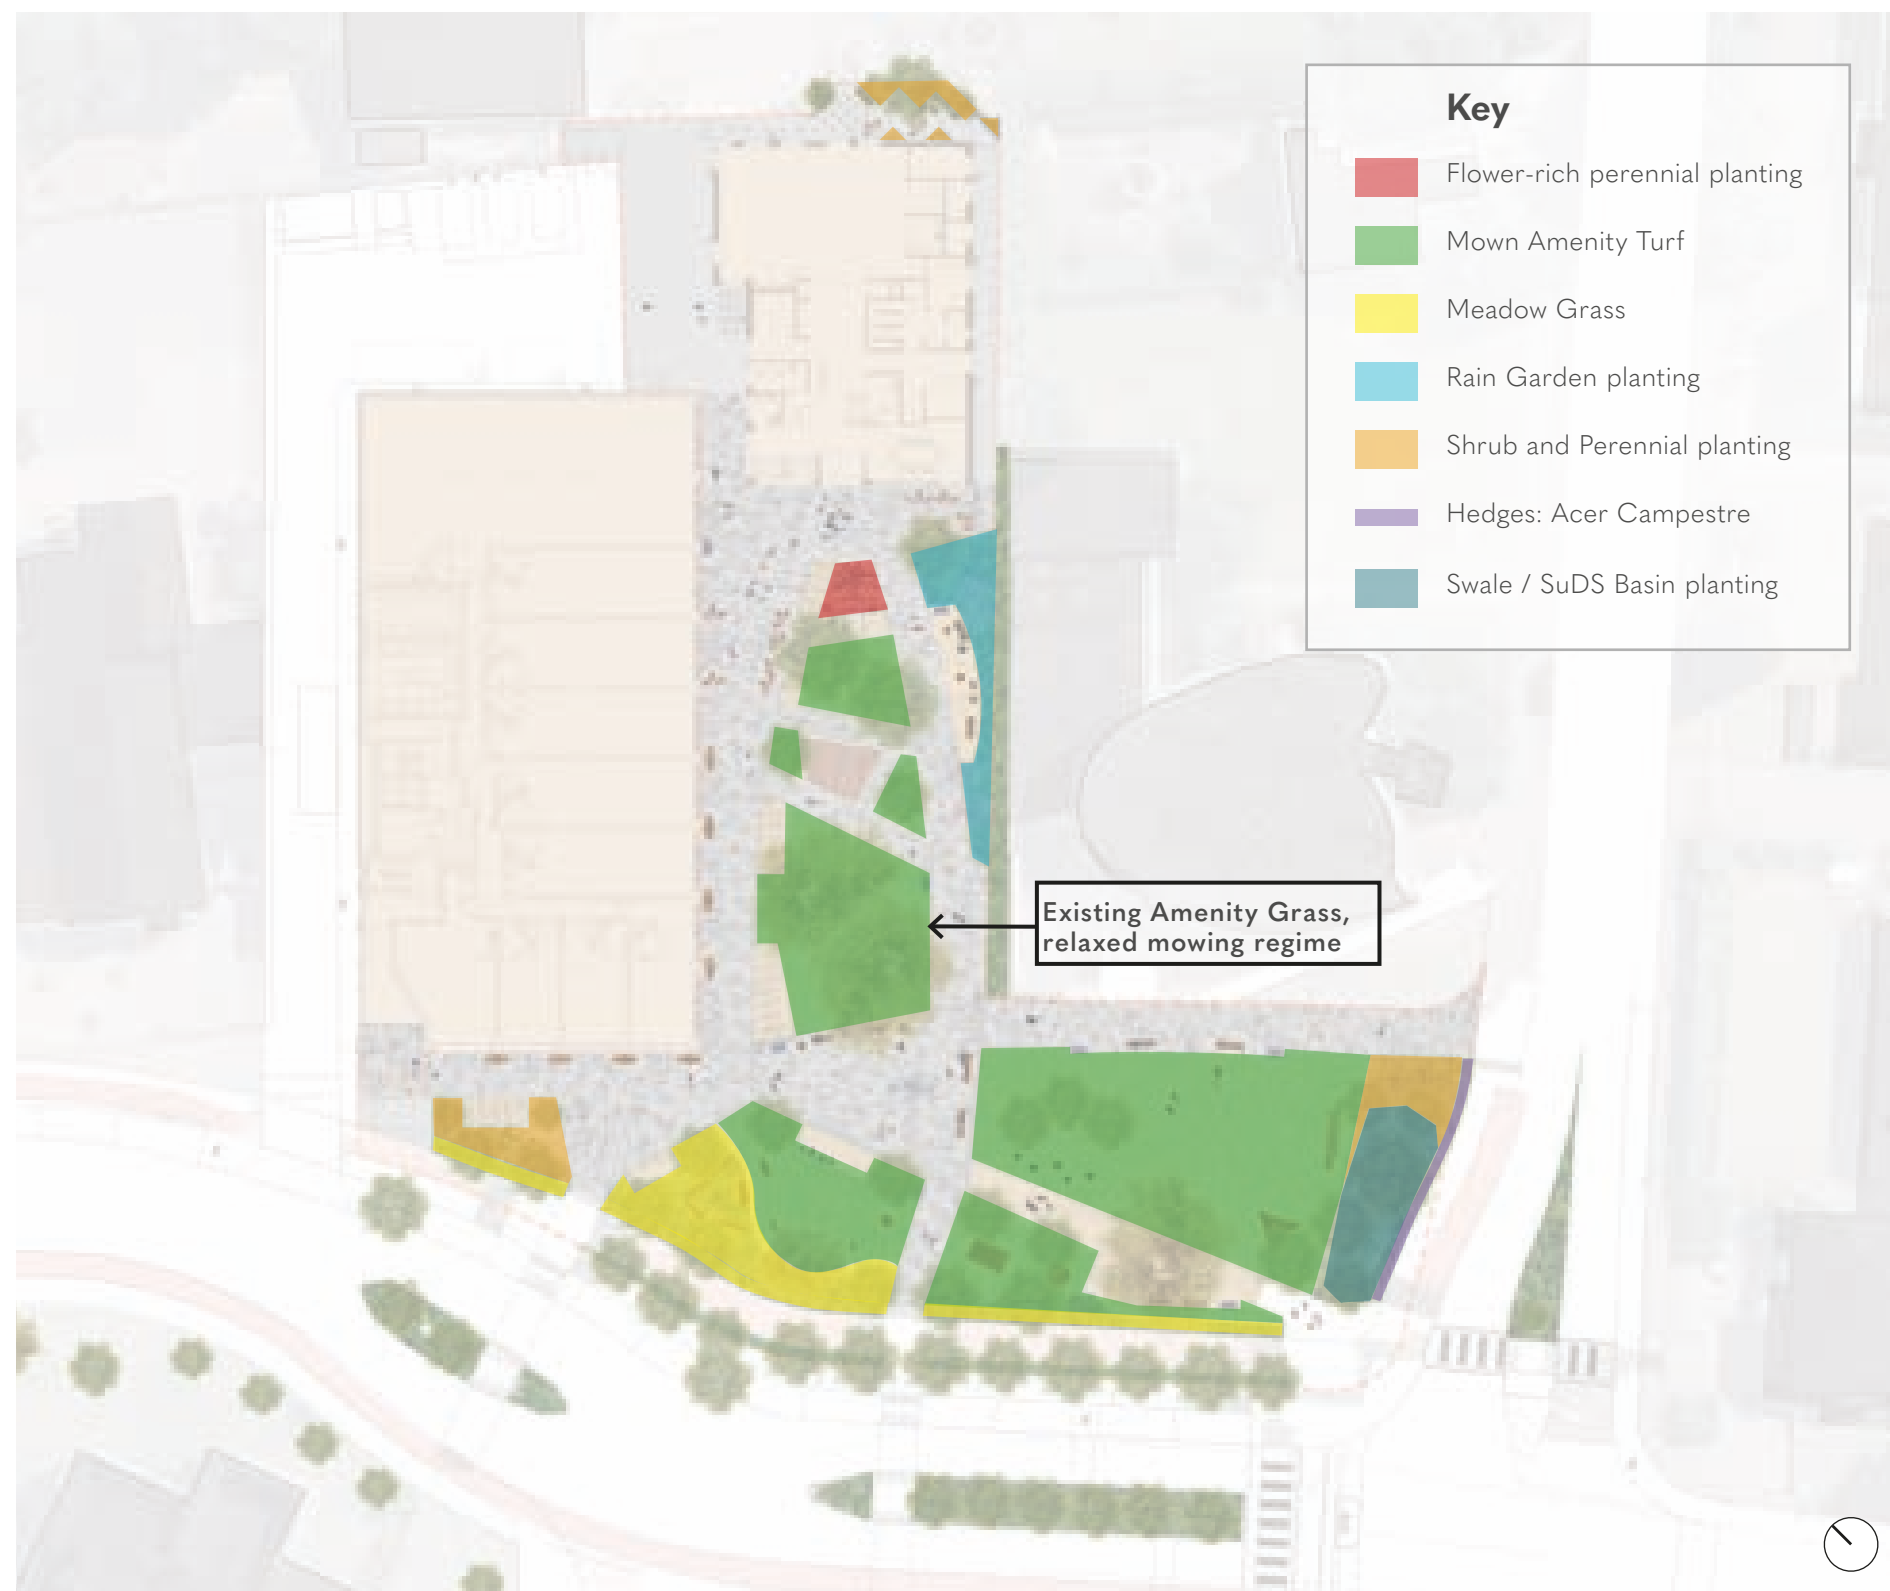 Key
Flower-rich perennial planting
Mown Amenity Turf
Meadow Grass
Rain Garden planting
Shrub and Perennial planting
Hedges: Acer Campestre
Swale / SuDS Basin planting
Existing Amenity Grass,
relaxed mowing regime